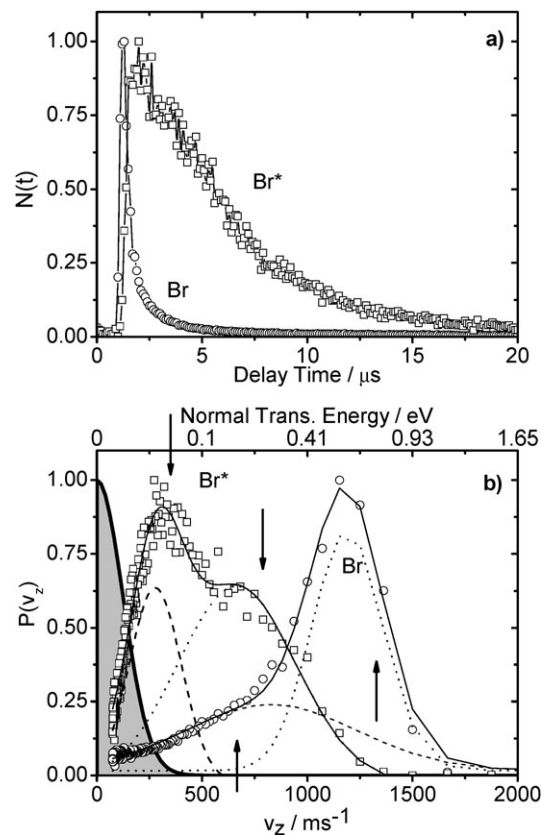 a)
1.00
0.75
0.50
0.25
0.00
N(t)
Br*
Br
0 5 10 15 20
Delay Time / μs
Normal Trans. Energy / eV
0 0.1 0.41 0.93 1.65
b)
1.00
0.75
0.50
0.25
0.00
P(vz)
Br*
Br
0 500 1000 1500 2000
vz / ms-1